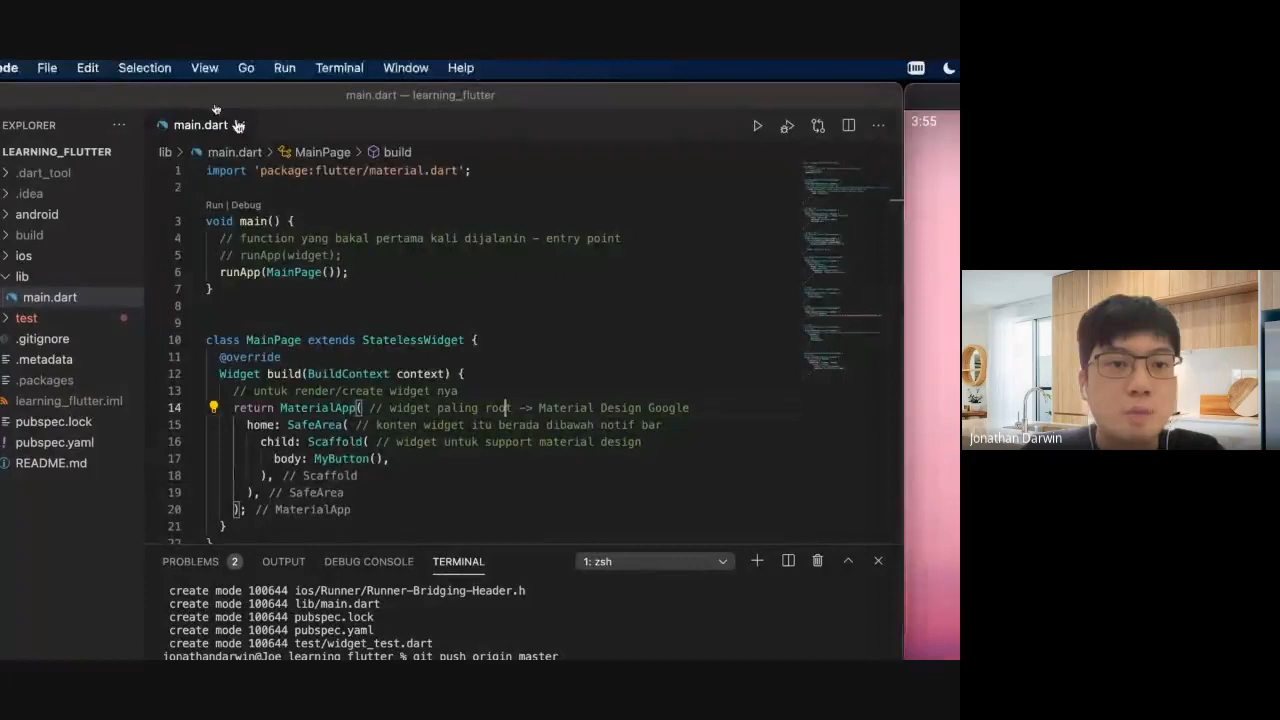 ode File Edit Selection View Go Run Terminal Window Help
main.dart — learning_flutter
EXPLORER
LEARNING_FLUTTER
.dart_tool
.idea
android
build
ios
lib
main.dart
test
.gitignore
.metadata
.packages
learning_flutter.iml
pubspec.lock
pubspec.yaml
README.md
main.dart
lib > main.dart > MainPage > build
1 import 'package:flutter/material.dart';
2
Run | Debug
3 void main() {
4 // function yang bakal pertama kali dijalanin - entry point
5 // runApp(widget);
6 runApp(MainPage());
7 }
8
9
10 class MainPage extends StatelessWidget {
11 @override
12 Widget build(BuildContext context) {
13 // untuk render/create widget nya
14 return MaterialApp( // widget paling root -> Material Design Google
15 home: SafeArea( // konten widget itu berada dibawah notif bar
16 child: Scaffold( // widget untuk support material design
17 body: MyButton(),
18 ), // Scaffold
19 ), // SafeArea
20 ); // MaterialApp
21 }
22 }
PROBLEMS 2 OUTPUT DEBUG CONSOLE TERMINAL 1: zsh
create mode 100644 ios/Runner/Runner-Bridging-Header.h
create mode 100644 lib/main.dart
create mode 100644 pubspec.lock
create mode 100644 pubspec.yaml
create mode 100644 test/widget_test.dart
jonathandarwin@Joe learning_flutter % git push origin master
3:55
Jonathan Darwin